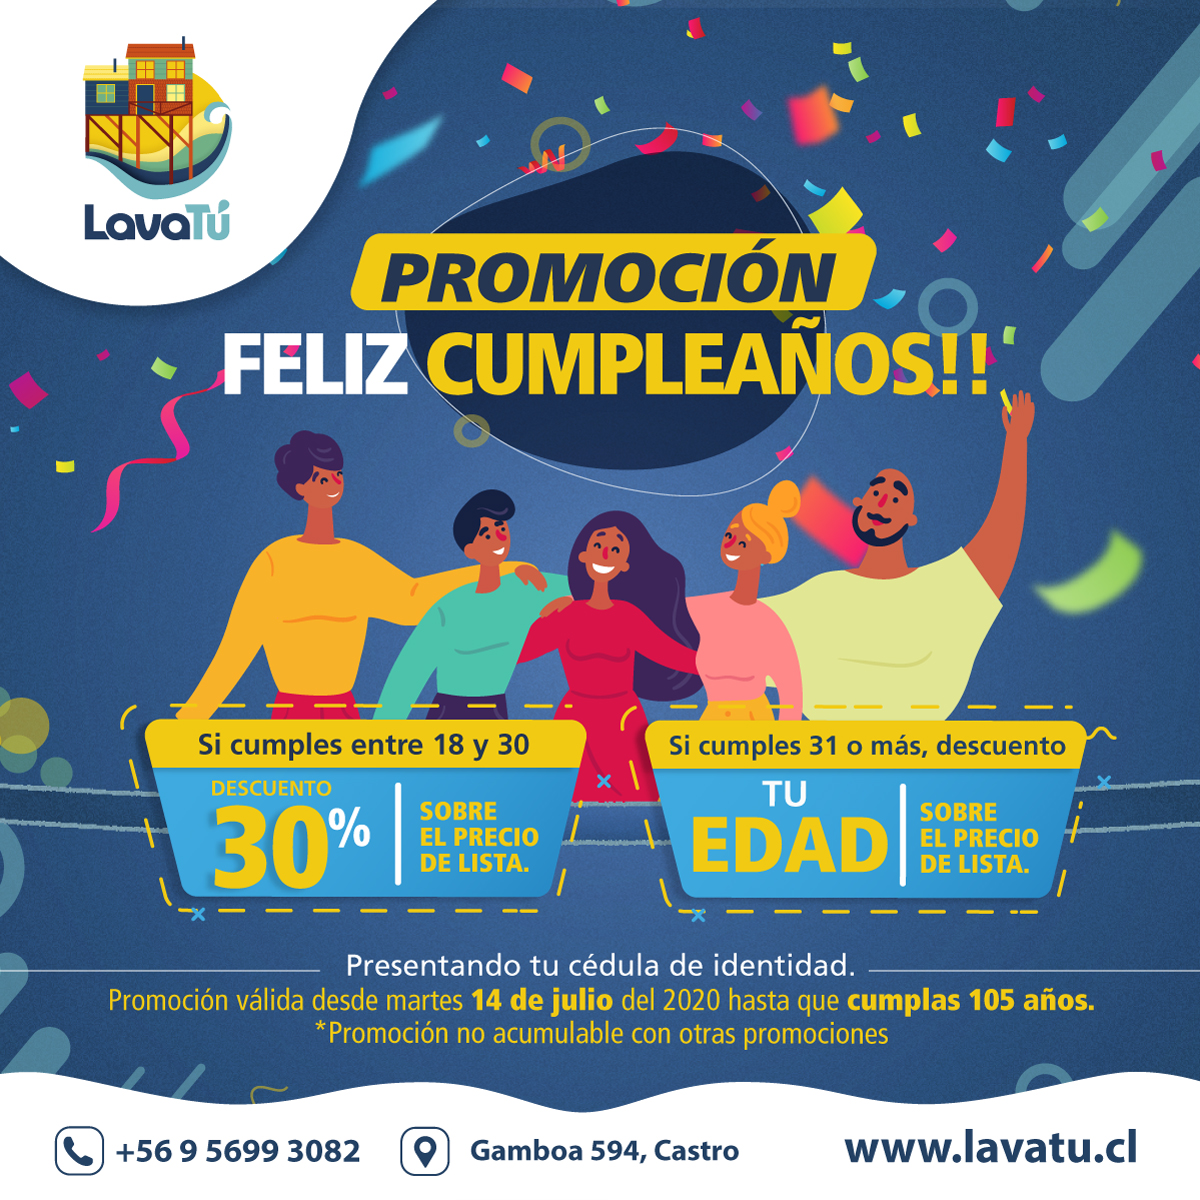 LavaTú
PROMOCIÓN
FELIZ CUMPLEAÑOS!!
Si cumples entre 18 y 30
DESCUENTO
30%
SOBRE
EL PRECIO
DE LISTA.
Si cumples 31 o más, descuento
TU
EDAD
SOBRE
EL PRECIO
DE LISTA.
Presentando tu cédula de identidad.
Promoción válida desde martes 14 de julio del 2020 hasta que cumplas 105 años.
*Promoción no acumulable con otras promociones
+56 9 5699 3082
Gamboa 594, Castro
www.lavatu.cl